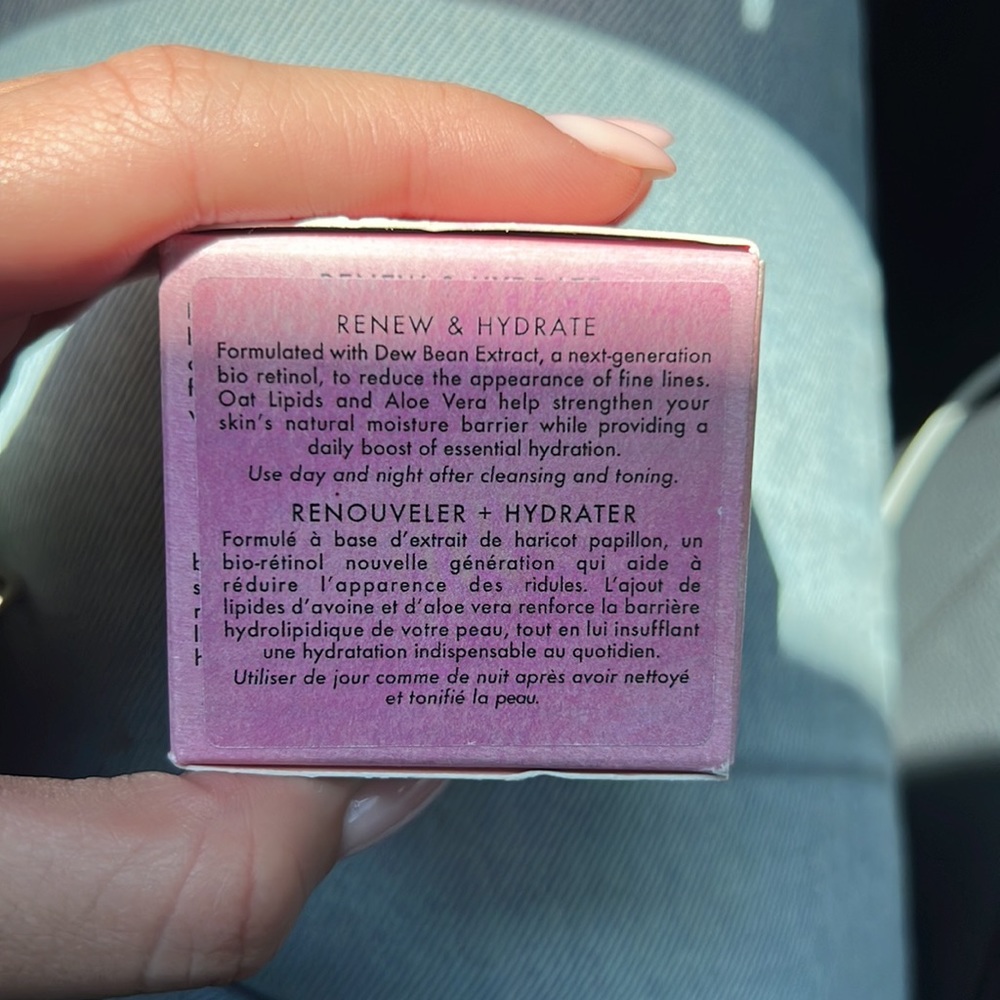 RENEW & HYDRATE
Formulated with Dew Bean Extract, a next-generation
bio retinol, to reduce the appearance of fine lines.
Oat Lipids and Aloe Vera help strengthen your
skin's natural moisture barrier while providing a
daily boost of essential hydration.
Use day and night after cleansing and toning.
RENOUVELER + HYDRATER
Formulé à base d'extrait de haricot papillon, un
bio-rétinol nouvelle génération qui aide à
réduire l'apparence des ridules. L'ajout de
lipides d'avoine et d'aloe vera renforce la barrière
hydrolipidique de votre peau, tout en lui insufflant
une hydratation indispensable au quotidien.
Utiliser de jour comme de nuit après avoir nettoyé
et tonifié la peau.